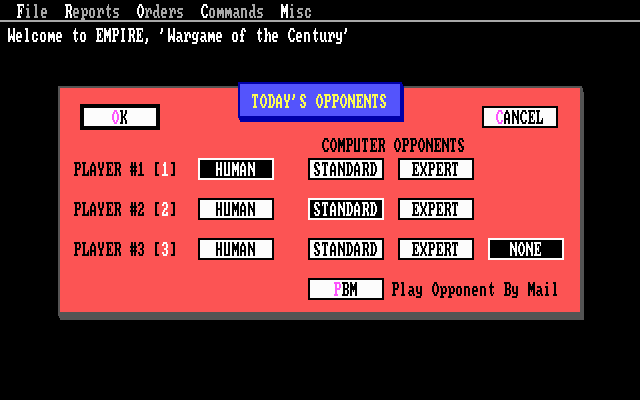 File Reports Orders Commands Misc
Welcome to EMPIRE, 'Wargame of the Century'
TODAY'S OPPONENTS
OK
CANCEL
COMPUTER OPPONENTS
PLAYER #1 [1] HUMAN STANDARD EXPERT
PLAYER #2 [2] HUMAN STANDARD EXPERT
PLAYER #3 [3] HUMAN STANDARD EXPERT NONE
PBM Play Opponent By Mail